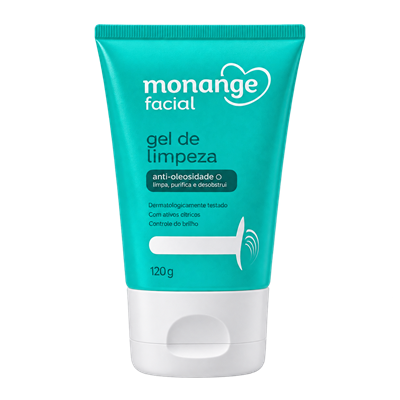 monange
facial
gel de
limpeza
anti-oleosidade
limpa, purifica e desobstrui
Dermatologicamente testado
Com ativos cítricos
Controle do brilho
120g